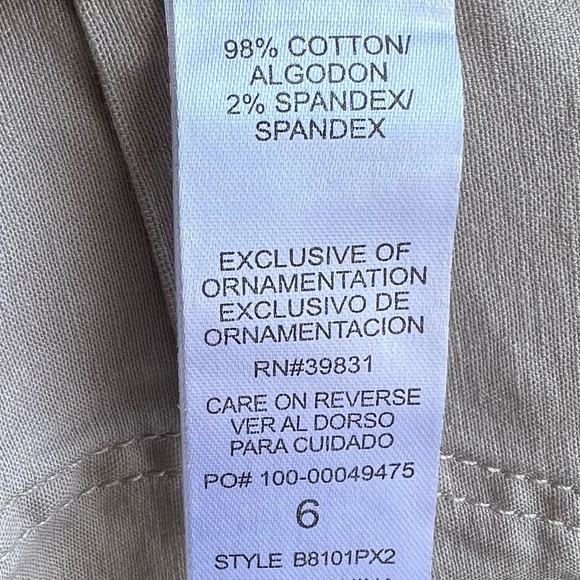 98% COTTON/
ALGODON
2% SPANDEX/
SPANDEX
EXCLUSIVE OF
ORNAMENTATION
EXCLUSIVO DE
ORNAMENTACION
RN#39831
CARE ON REVERSE
VER AL DORSO
PARA CUIDADO
PO# 100-00049475
6
STYLE B8101PX2